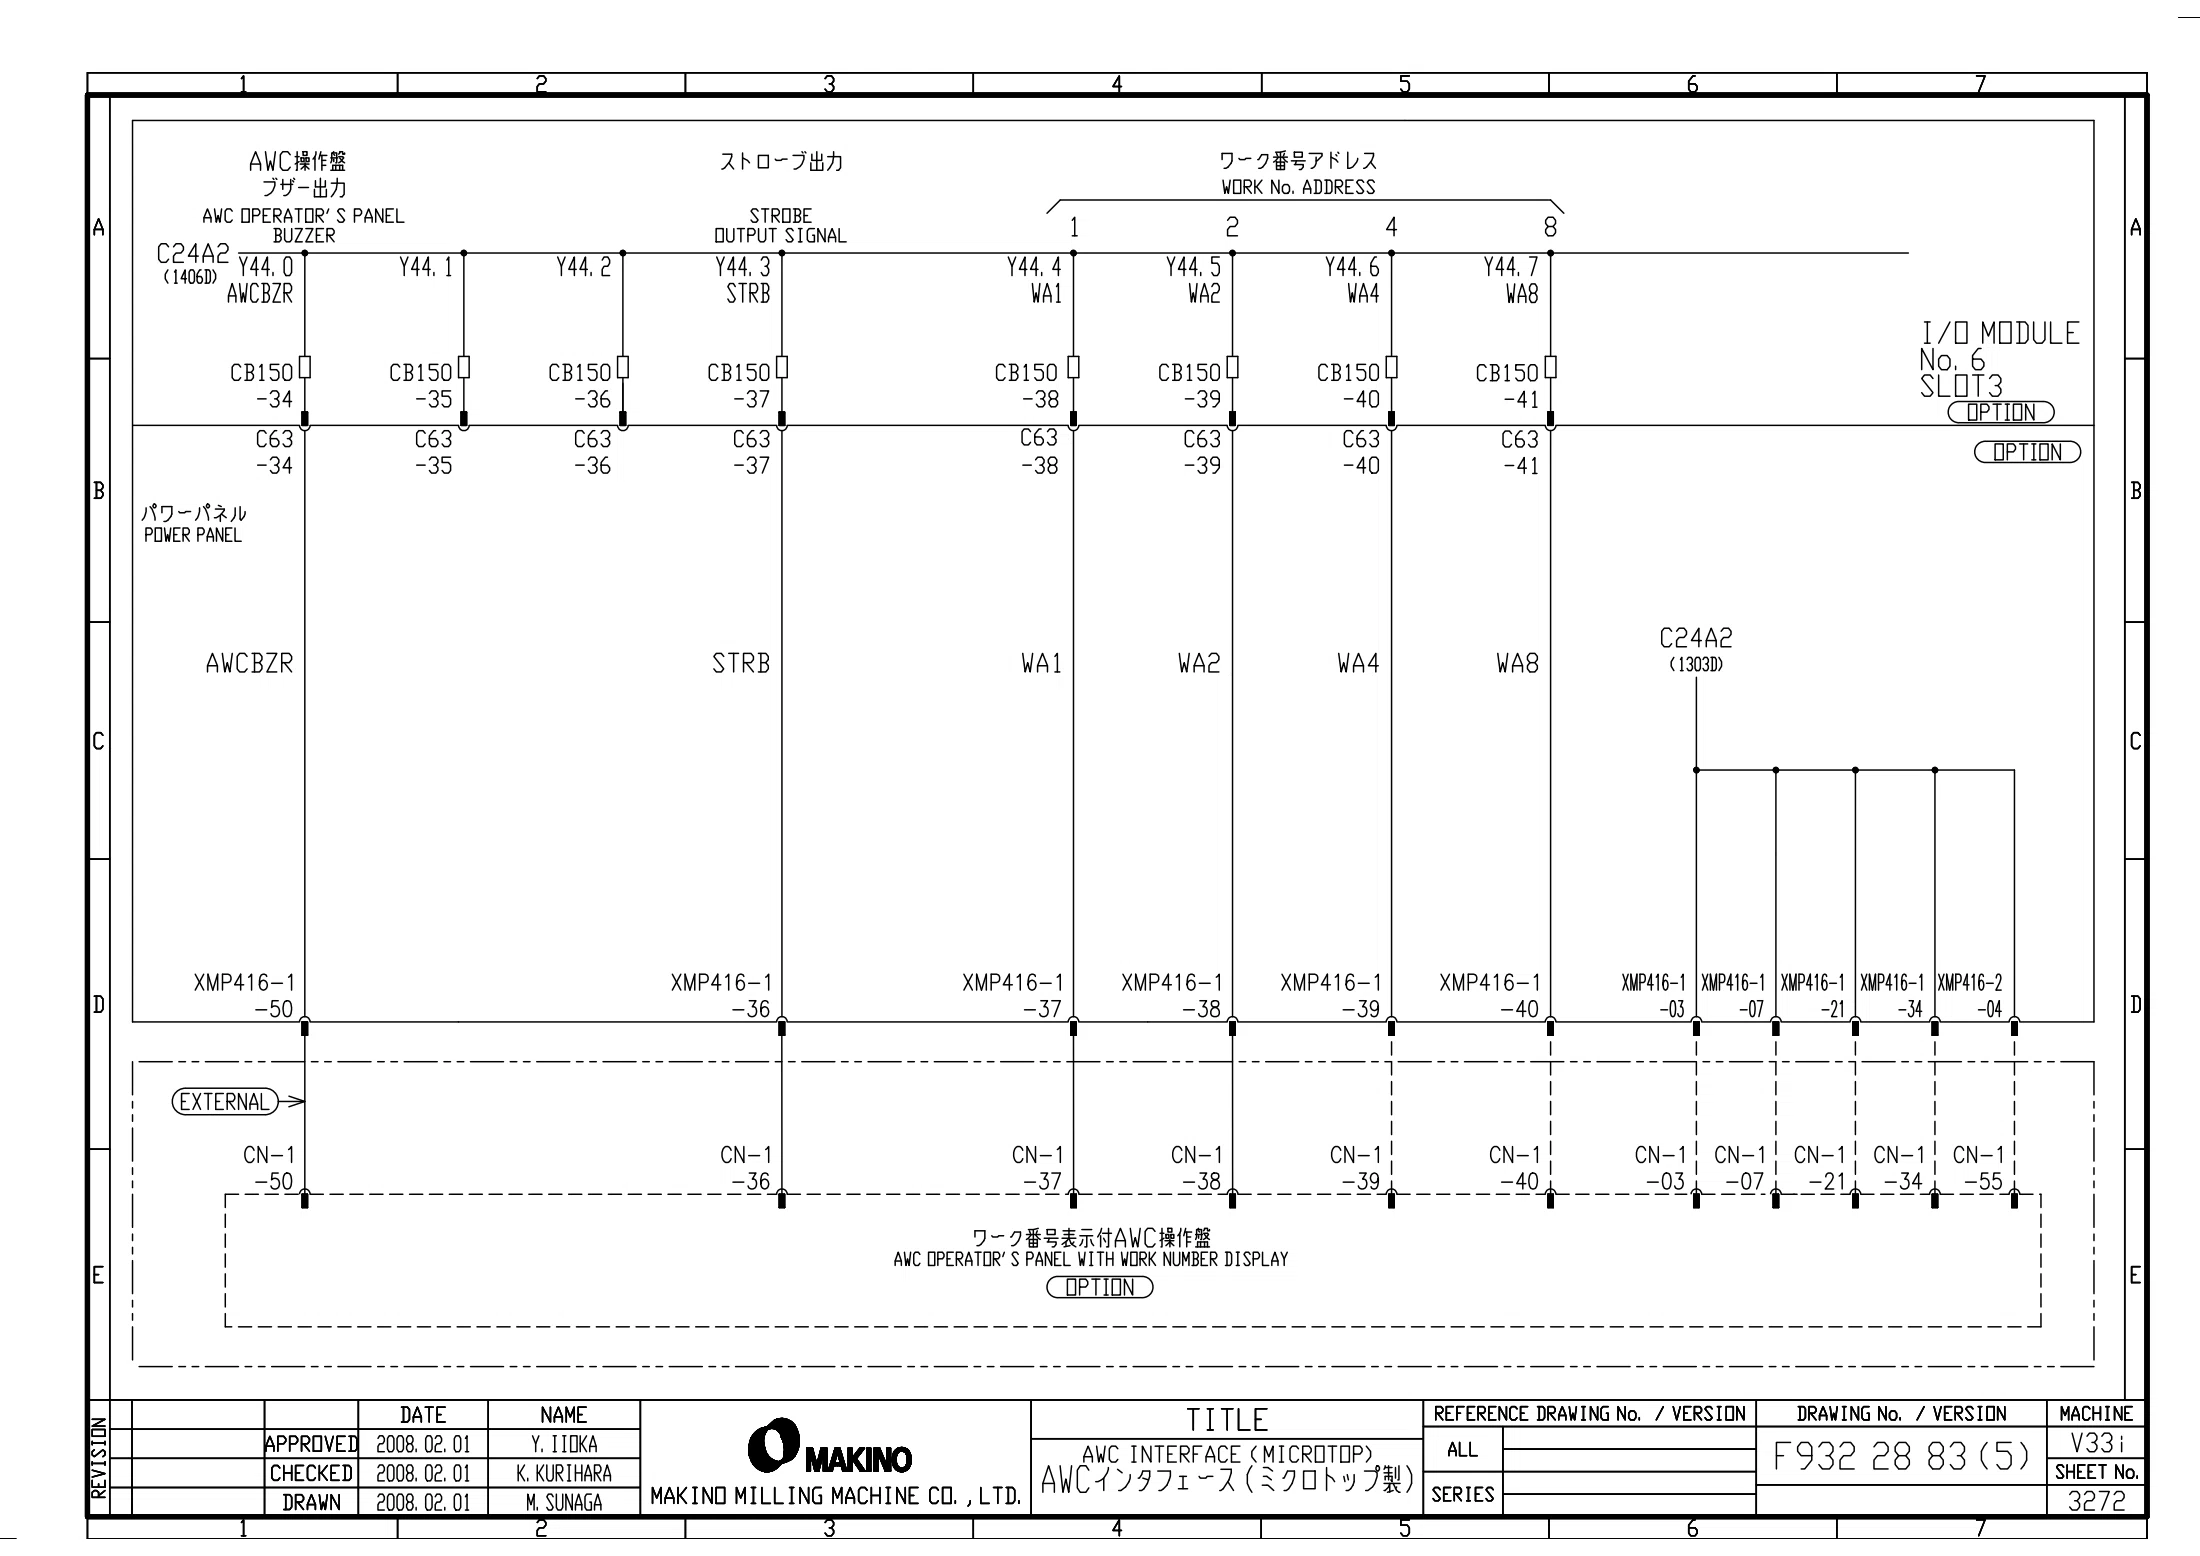 1 2 3 4 5 6 7
AWC操作盤
ブザー出力
AWC OPERATOR'S PANEL
BUZZER
ストローブ出力
STROBE
OUTPUT SIGNAL
ワーク番号アドレス
WORK No. ADDRESS
1 2 4 8
A A
C24A2
(1406D)
Y44.0 Y44.1 Y44.2 Y44.3 Y44.4 Y44.5 Y44.6 Y44.7
AWCBZR STRB WA1 WA2 WA4 WA8
I/O MODULE
No. 6
SLOT3
OPTION
CB150 CB150 CB150 CB150 CB150 CB150 CB150 CB150
-34 -35 -36 -37 -38 -39 -40 -41
C63 C63 C63 C63 C63 C63 C63 C63
-34 -35 -36 -37 -38 -39 -40 -41
OPTION
B B
パワーパネル
POWER PANEL
AWCBZR STRB WA1 WA2 WA4 WA8
C24A2
(1303D)
C C
XMP416-1 XMP416-1 XMP416-1 XMP416-1 XMP416-1 XMP416-1 XMP416-1 XMP416-1 XMP416-1 XMP416-1 XMP416-2
-50 -36 -37 -38 -39 -40 -03 -07 -21 -34 -04
D D
EXTERNAL
CN-1 CN-1 CN-1 CN-1 CN-1 CN-1 CN-1 CN-1 CN-1 CN-1 CN-1
-50 -36 -37 -38 -39 -40 -03 -07 -21 -34 -55
ワーク番号表示付AWC操作盤
AWC OPERATOR'S PANEL WITH WORK NUMBER DISPLAY
OPTION
E E
REVISION
DATE NAME
APPROVED 2008.02.01 Y. IIOKA
CHECKED 2008.02.01 K. KURIHARA
DRAWN 2008.02.01 M. SUNAGA
MAKINO
MAKINO MILLING MACHINE CO., LTD.
TITLE
AWC INTERFACE (MICROTOP)
AWCインタフェース(ミクロトップ製)
REFERENCE DRAWING No. / VERSION
ALL
SERIES
DRAWING No. / VERSION
F932 28 83 (5)
MACHINE
V33i
SHEET No.
3272
1 2 3 4 5 6 7